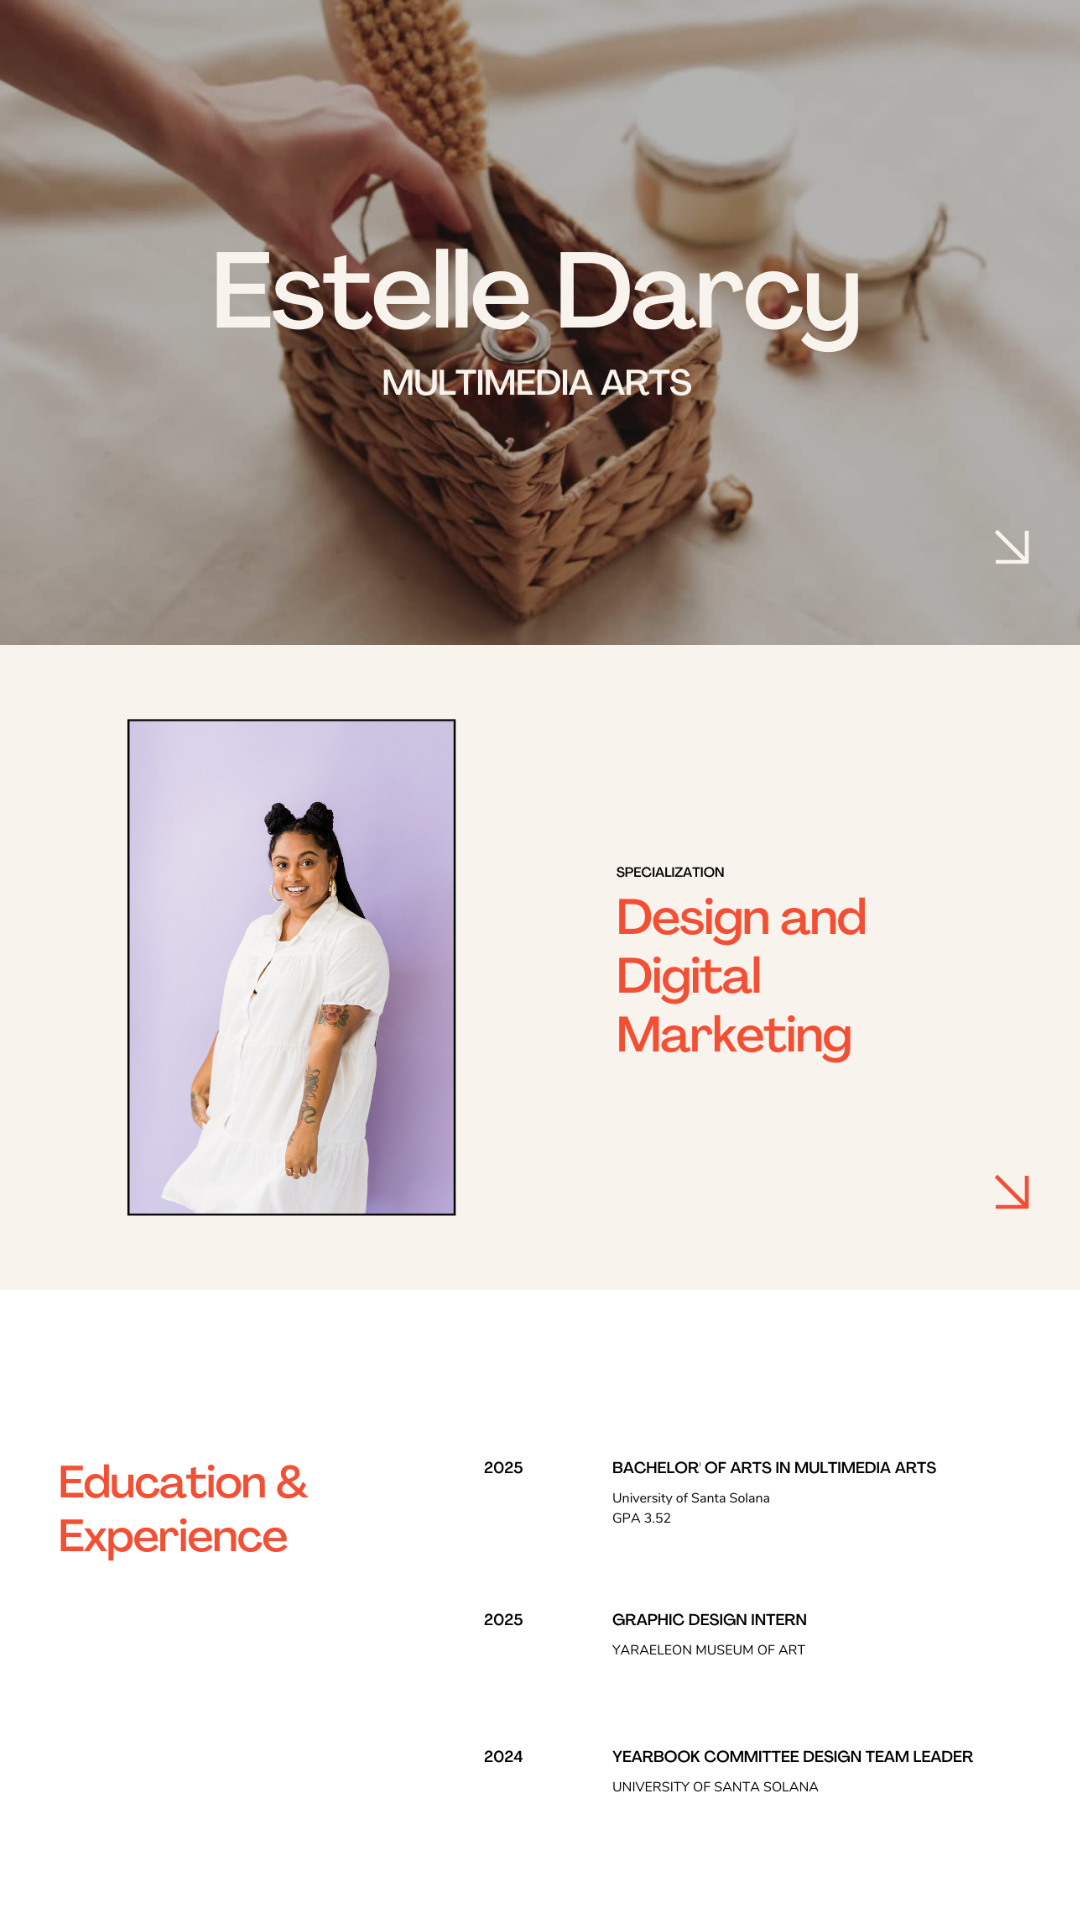 Estelle Darcy
MULTIMEDIA ARTS
SPECIALIZATION
Design and
Digital
Marketing
Education &
Experience
2025
BACHELOR' OF ARTS IN MULTIMEDIA ARTS
University of Santa Solana
GPA 3.52
2025
GRAPHIC DESIGN INTERN
YARAELEON MUSEUM OF ART
2024
YEARBOOK COMMITTEE DESIGN TEAM LEADER
UNIVERSITY OF SANTA SOLANA